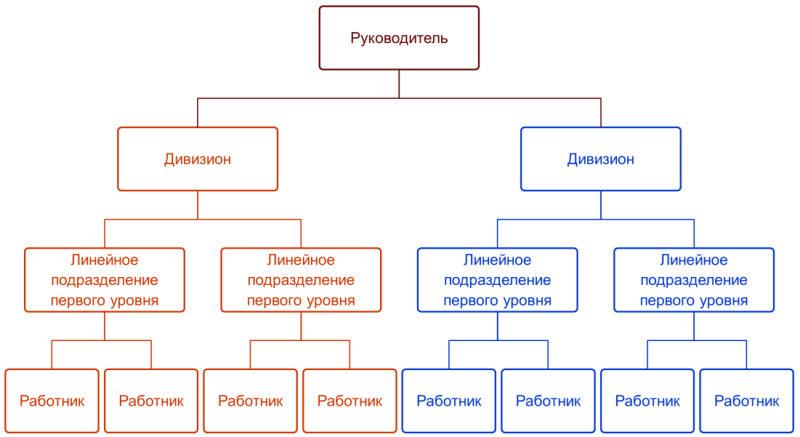 Руководитель
Дивизион
Дивизион
Линейное
подразделение
первого уровня
Линейное
подразделение
первого уровня
Линейное
подразделение
первого уровня
Линейное
подразделение
первого уровня
Работник
Работник
Работник
Работник
Работник
Работник
Работник
Работник